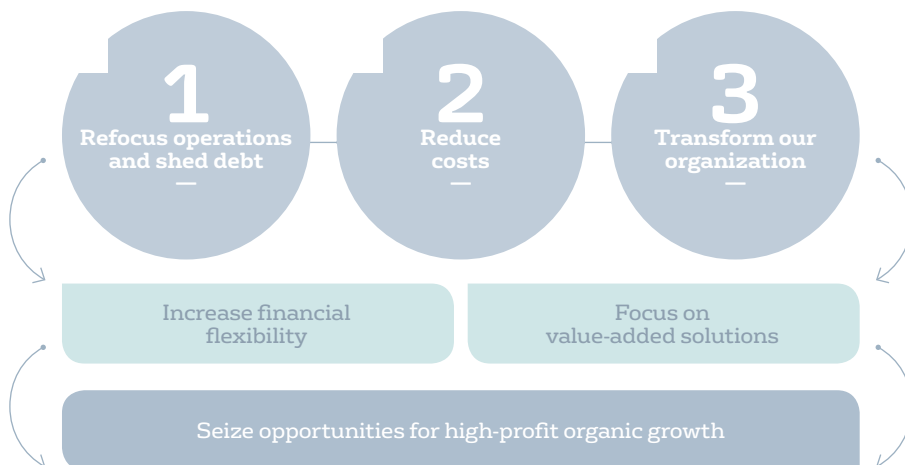 1
Refocus operations
and shed debt
2
Reduce
costs
3
Transform our
organization
Increase financial
flexibility
Focus on
value-added solutions
Seize opportunities for high-profit organic growth